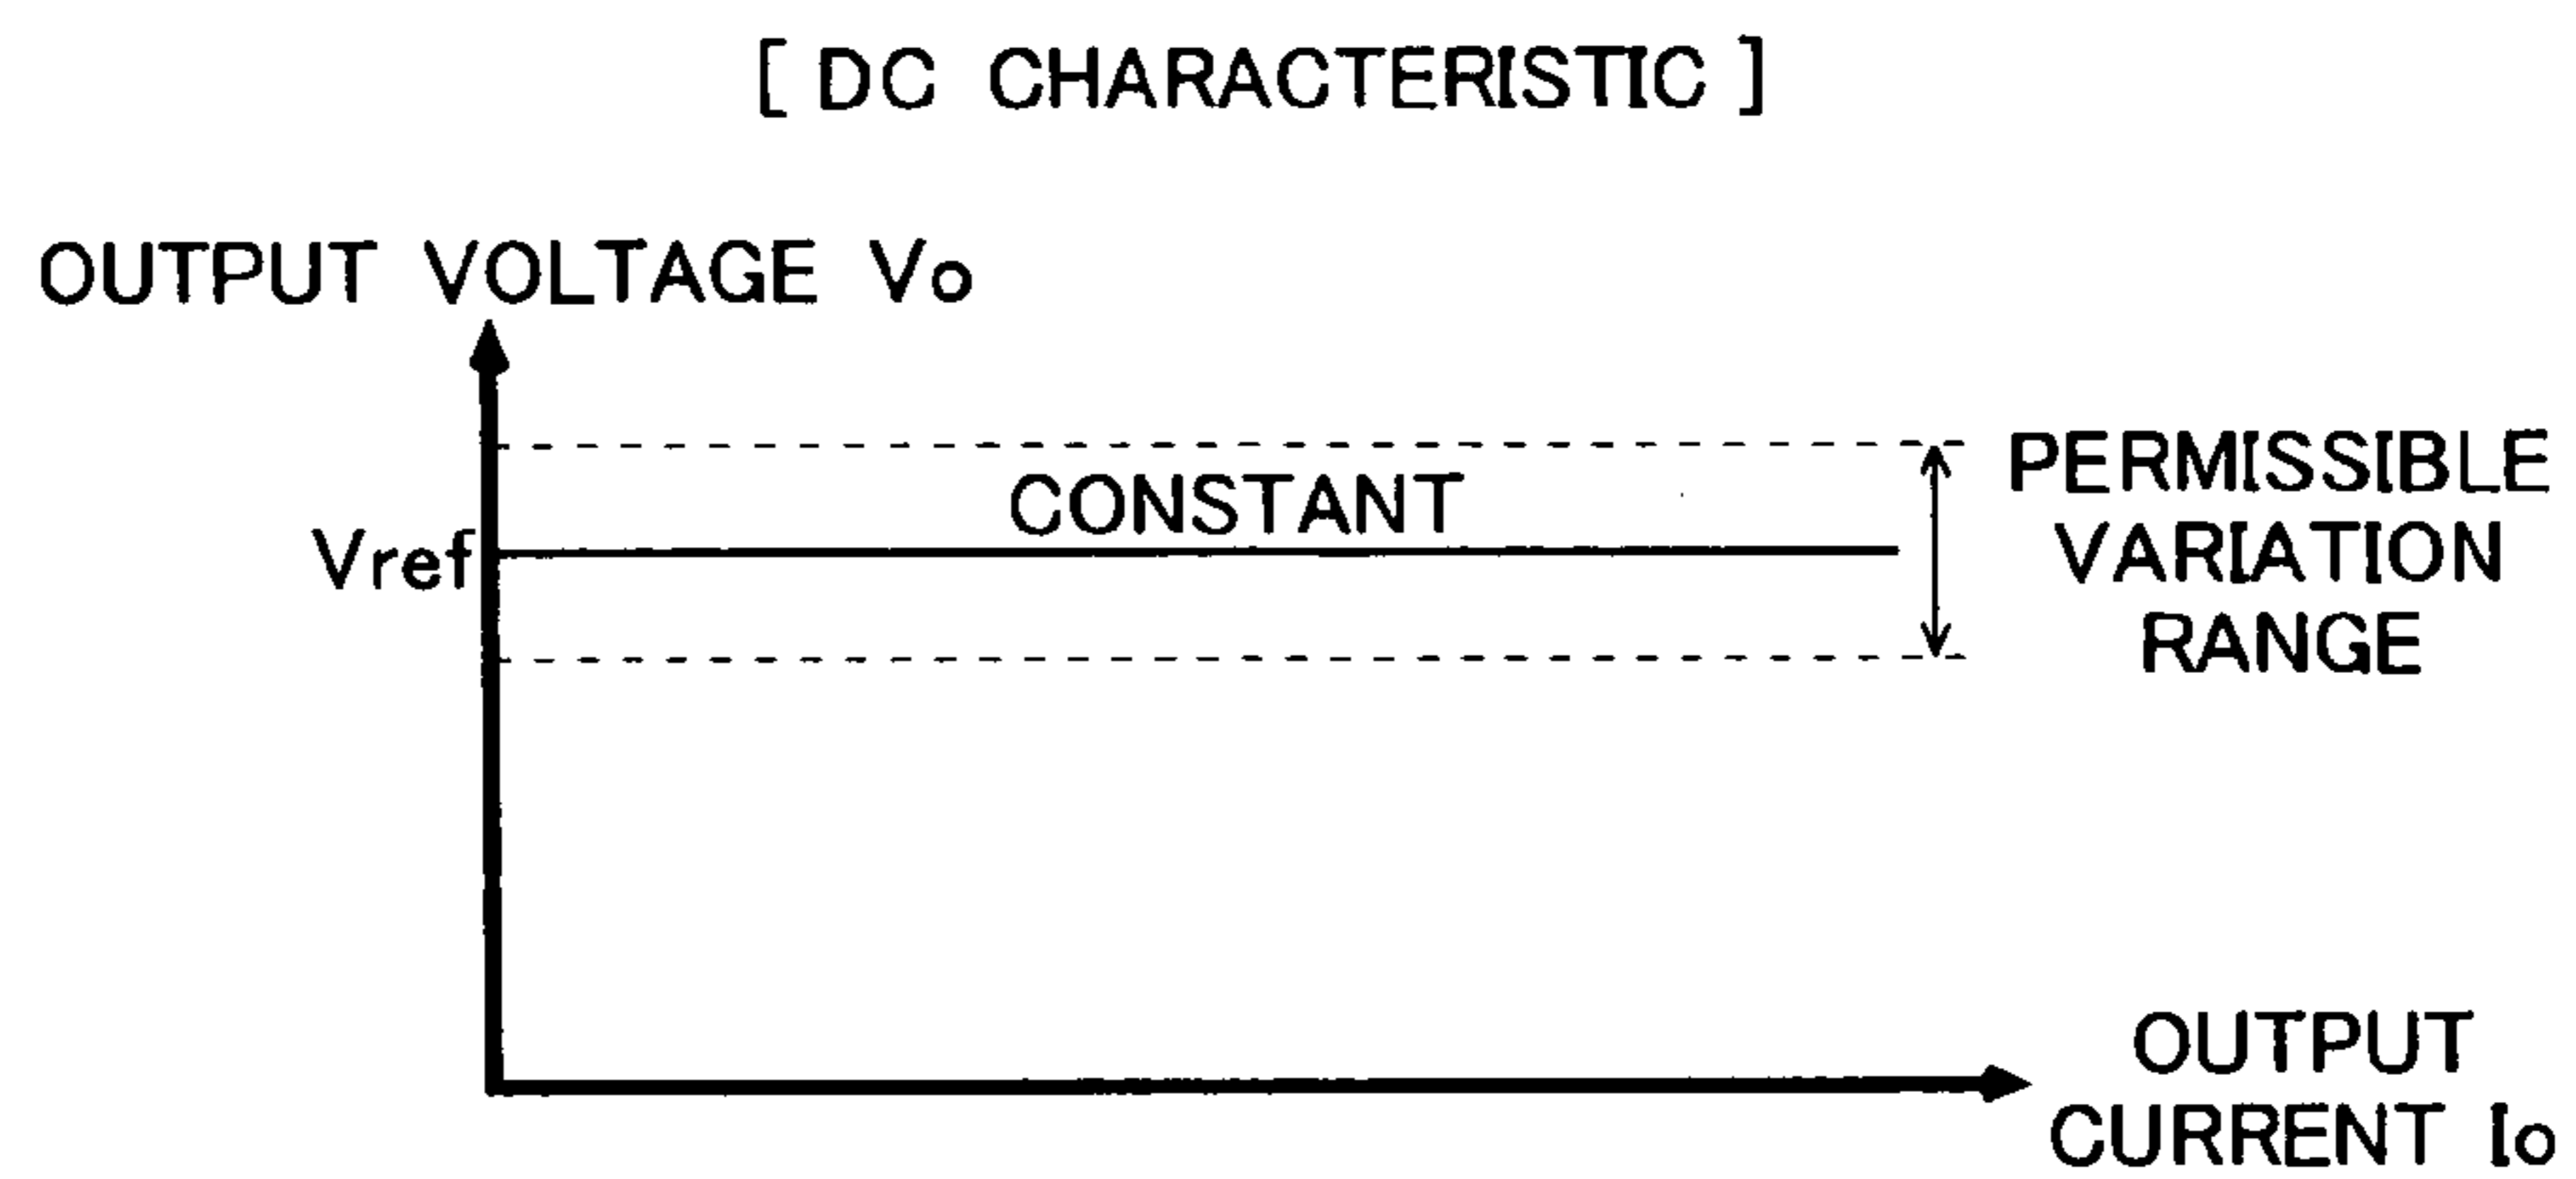 [ DC CHARACTERISTIC ]
OUTPUT VOLTAGE Vo
CONSTANT
Vref
PERMISSIBLE
VARIATION
RANGE
OUTPUT
CURRENT Io